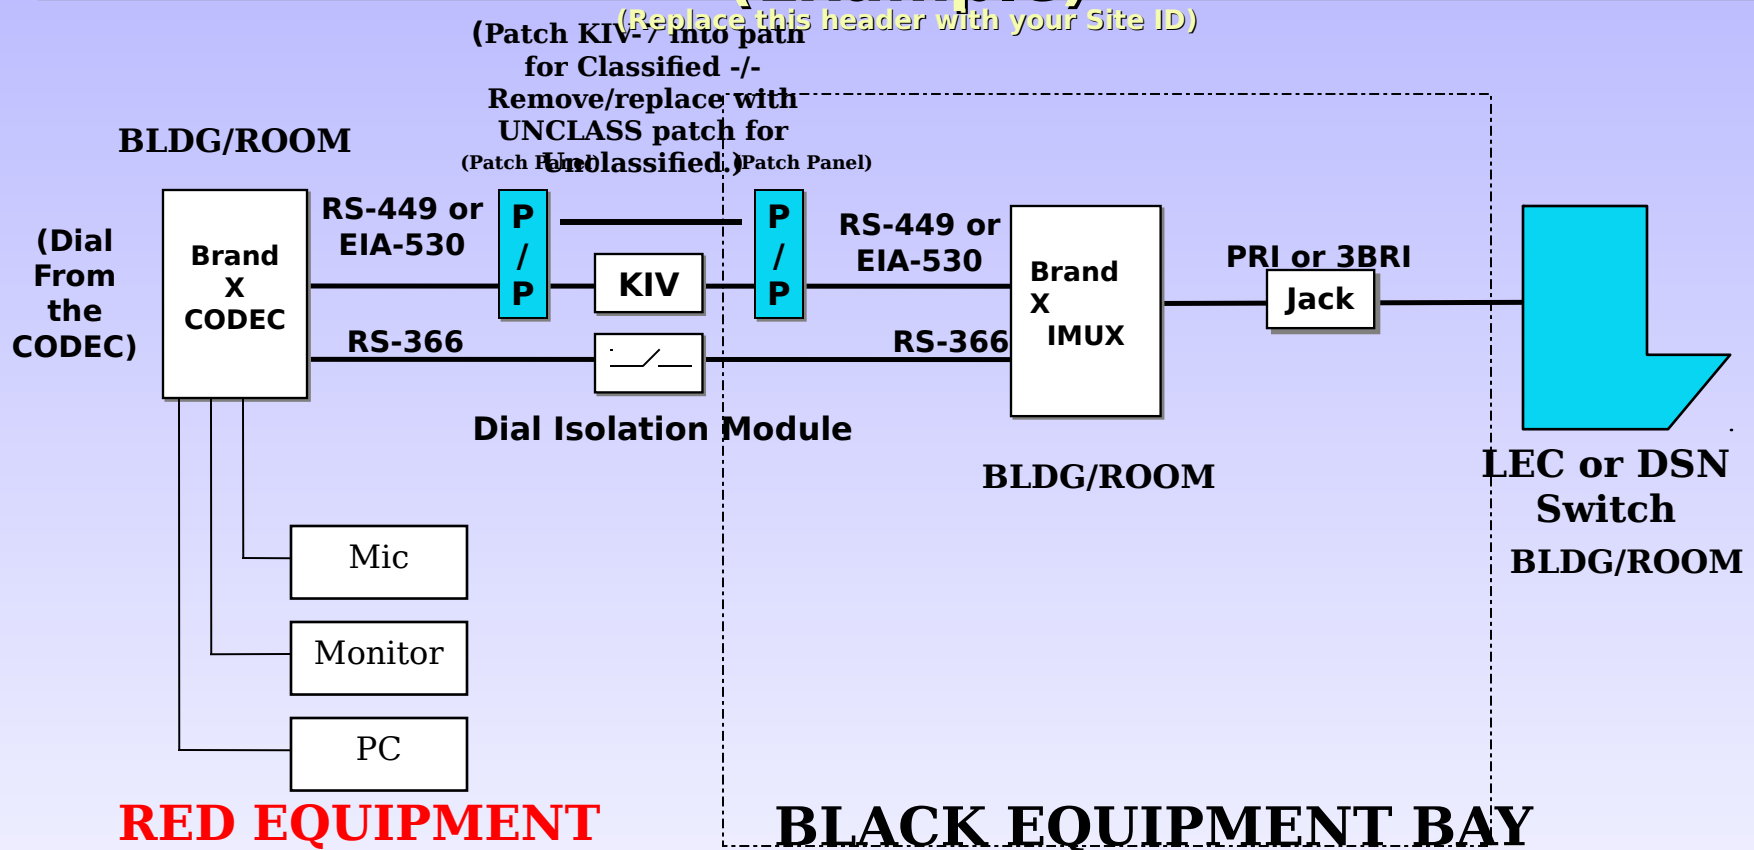 (Example)
(Replace this header with your Site ID)
(Patch KIV-7 into path
for Classified -/-
Remove/replace with
UNCLASS patch for
Unclassified.)
BLDG/ROOM
(Patch Panel)
(Patch Panel)
(Dial
From
the
CODEC)
Brand
X
CODEC
RS-449 or
EIA-530
P
/
P
KIV
P
/
P
RS-449 or
EIA-530
Brand
X
IMUX
PRI or 3BRI
Jack
RS-366
RS-366
Dial Isolation Module
BLDG/ROOM
LEC or DSN
Switch
BLDG/ROOM
Mic
Monitor
PC
RED EQUIPMENT
BLACK EQUIPMENT BAY